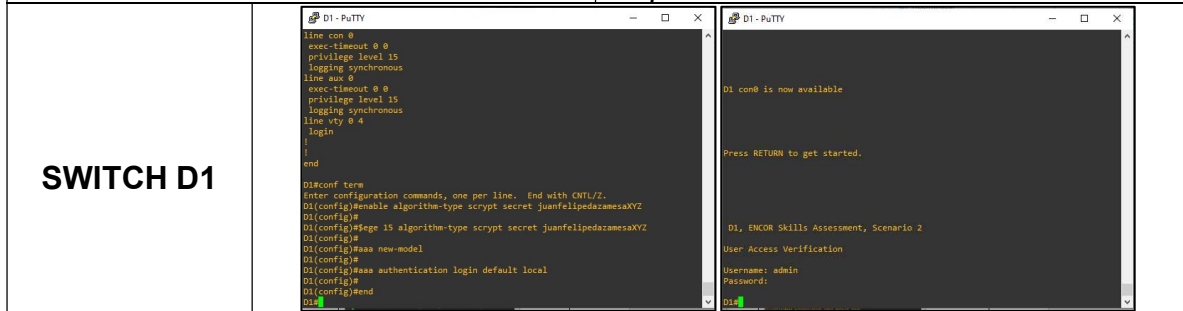 SWITCH D1
D1 - PuTTY
line con 0
exec-timeout 0 0
privilege level 15
logging synchronous
line aux 0
exec-timeout 0 0
privilege level 15
logging synchronous
line vty 0 4
login
!
!
end
D1#conf term
Enter configuration commands, one per line.  End with CNTL/Z.
D1(config)#enable algorithm-type scrypt secret juanfelipedazamesaXYZ
D1(config)#
D1(config)#$ege 15 algorithm-type scrypt secret juanfelipedazamesaXYZ
D1(config)#
D1(config)#aaa new-model
D1(config)#
D1(config)#aaa authentication login default local
D1(config)#
D1(config)#end
D1#
D1 - PuTTY
D1 con0 is now available
Press RETURN to get started.
D1, ENCOR Skills Assessment, Scenario 2
User Access Verification
Username: admin
Password:
D1#